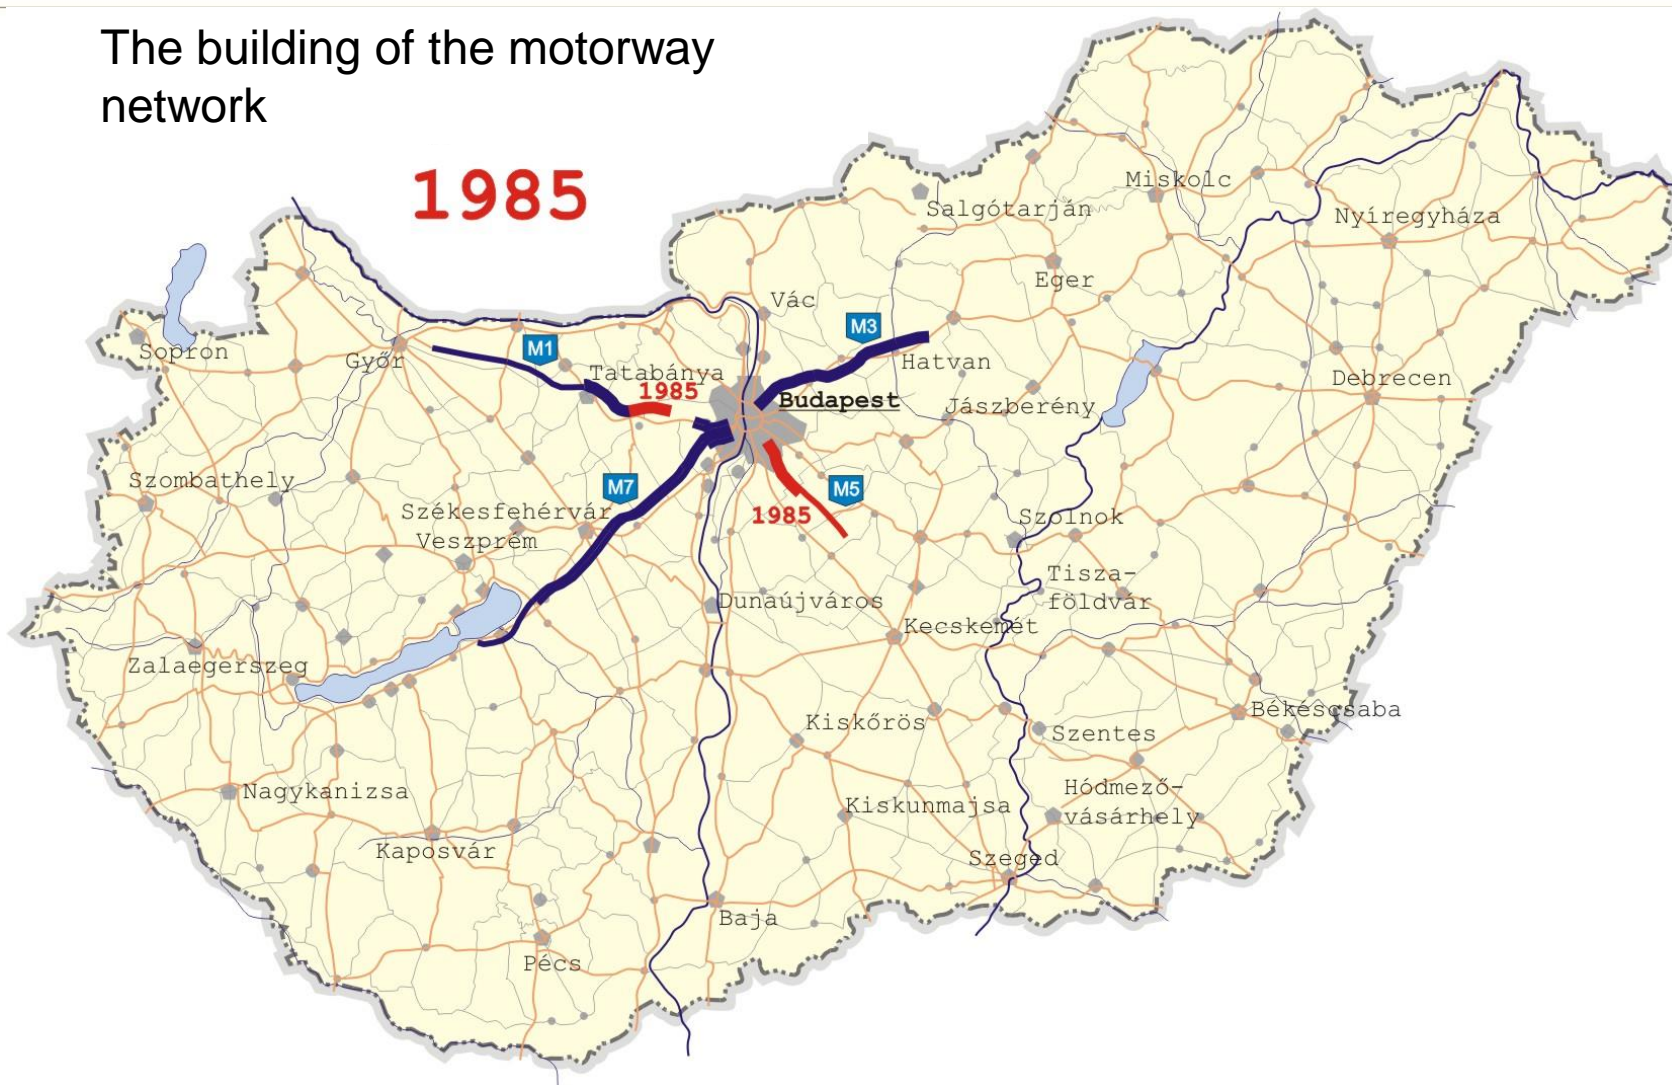 The building of the motorway
network
1985
Miskolc
Salgótarján
Nyíregyháza
Eger
Vác
M3
Sopron
Győr
M1
Hatvan
Tatabánya
1985
Budapest
Jászberény
Debrecen
Szombathely
M7
M5
Székesfehérvár
1985
Szolnok
Veszprém
Tisza-
földvár
Dunaújváros
Kecskemét
Zalaegerszeg
Kiskőrös
Békéscsaba
Szentes
Nagykanizsa
Hódmező-
vásárhely
Kiskunmajsa
Kaposvár
Szeged
Baja
Pécs